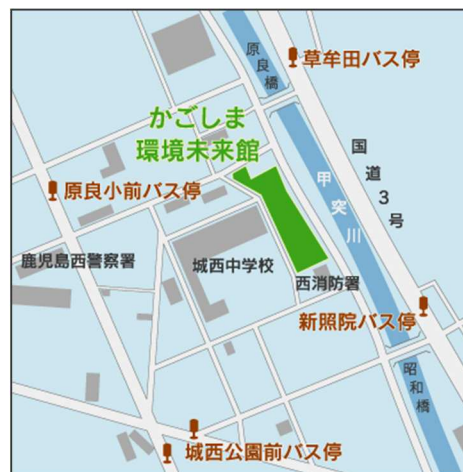 原良橋
草牟田バス停
かごしま
環境未来館
国道3号
甲突川
原良小前バス停
鹿児島西警察署
城西中学校
西消防署
新照院バス停
昭和橋
城西公園前バス停